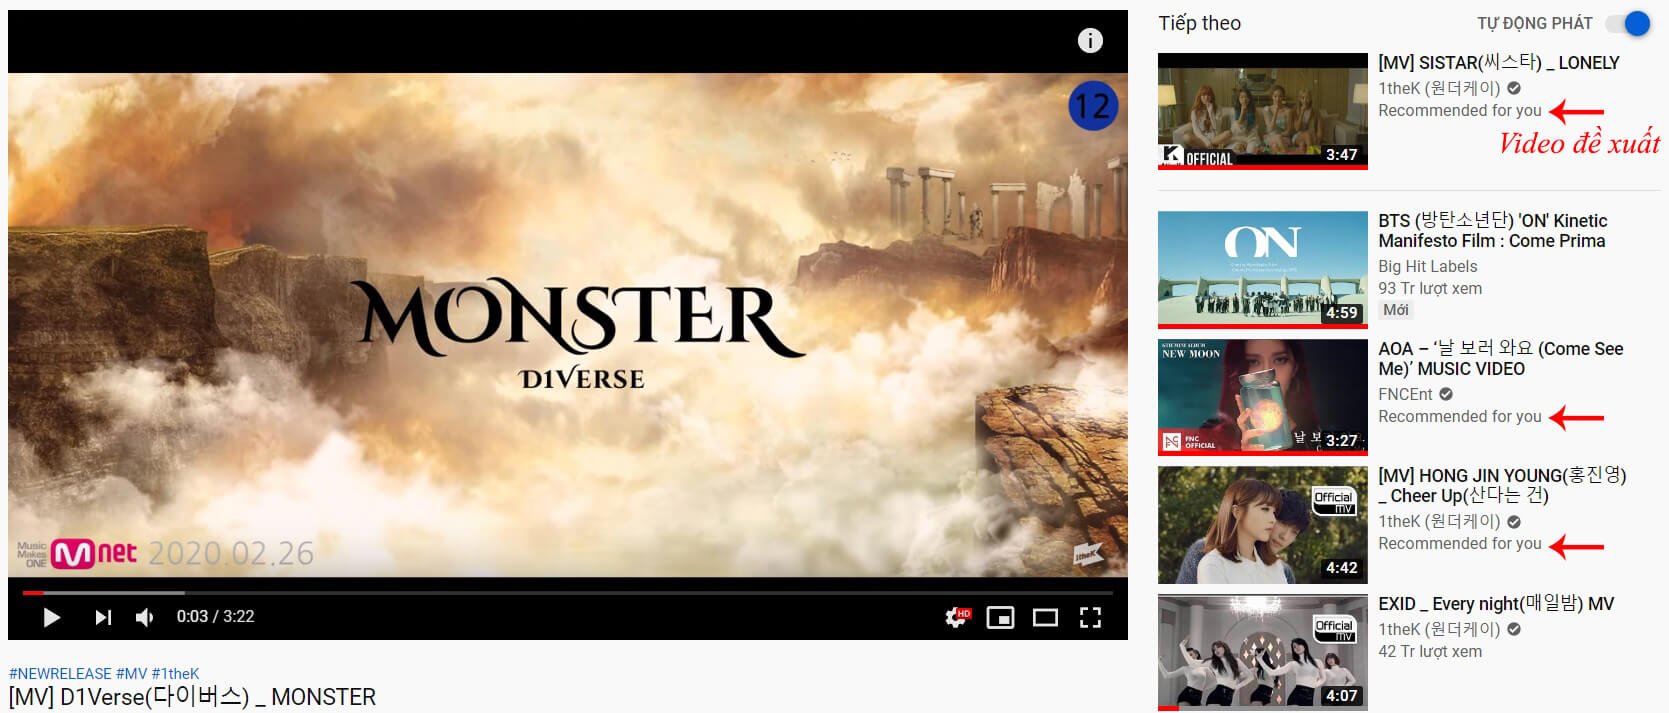 12
MONSTER
D1VERSE
Music
Makes
ONE
Mnet 2020.02.26
1theK
HD
0:03 / 3:22
#NEWRELEASE #MV #1theK
[MV] D1Verse(다이버스) _ MONSTER
Tiếp theo
TỰ ĐỘNG PHÁT
OFFICIAL
3:47
[MV] SISTAR(씨스타) _ LONELY
1theK (원더케이)
Recommended for you
Video đề xuất
ON
4:59
BTS (방탄소년단) 'ON' Kinetic
Manifesto Film : Come Prima
Big Hit Labels
93 Tr lượt xem
Mới
6TH MINI ALBUM
NEW MOON
FNC
OFFICIAL
3:27
AOA – ‘날 보러 와요 (Come See
Me)’ MUSIC VIDEO
FNCEnt
Recommended for you
Official
MV
4:42
[MV] HONG JIN YOUNG(홍진영)
_ Cheer Up(산다는 건)
1theK (원더케이)
Recommended for you
Official
MV
4:07
EXID _ Every night(매일밤) MV
1theK (원더케이)
42 Tr lượt xem